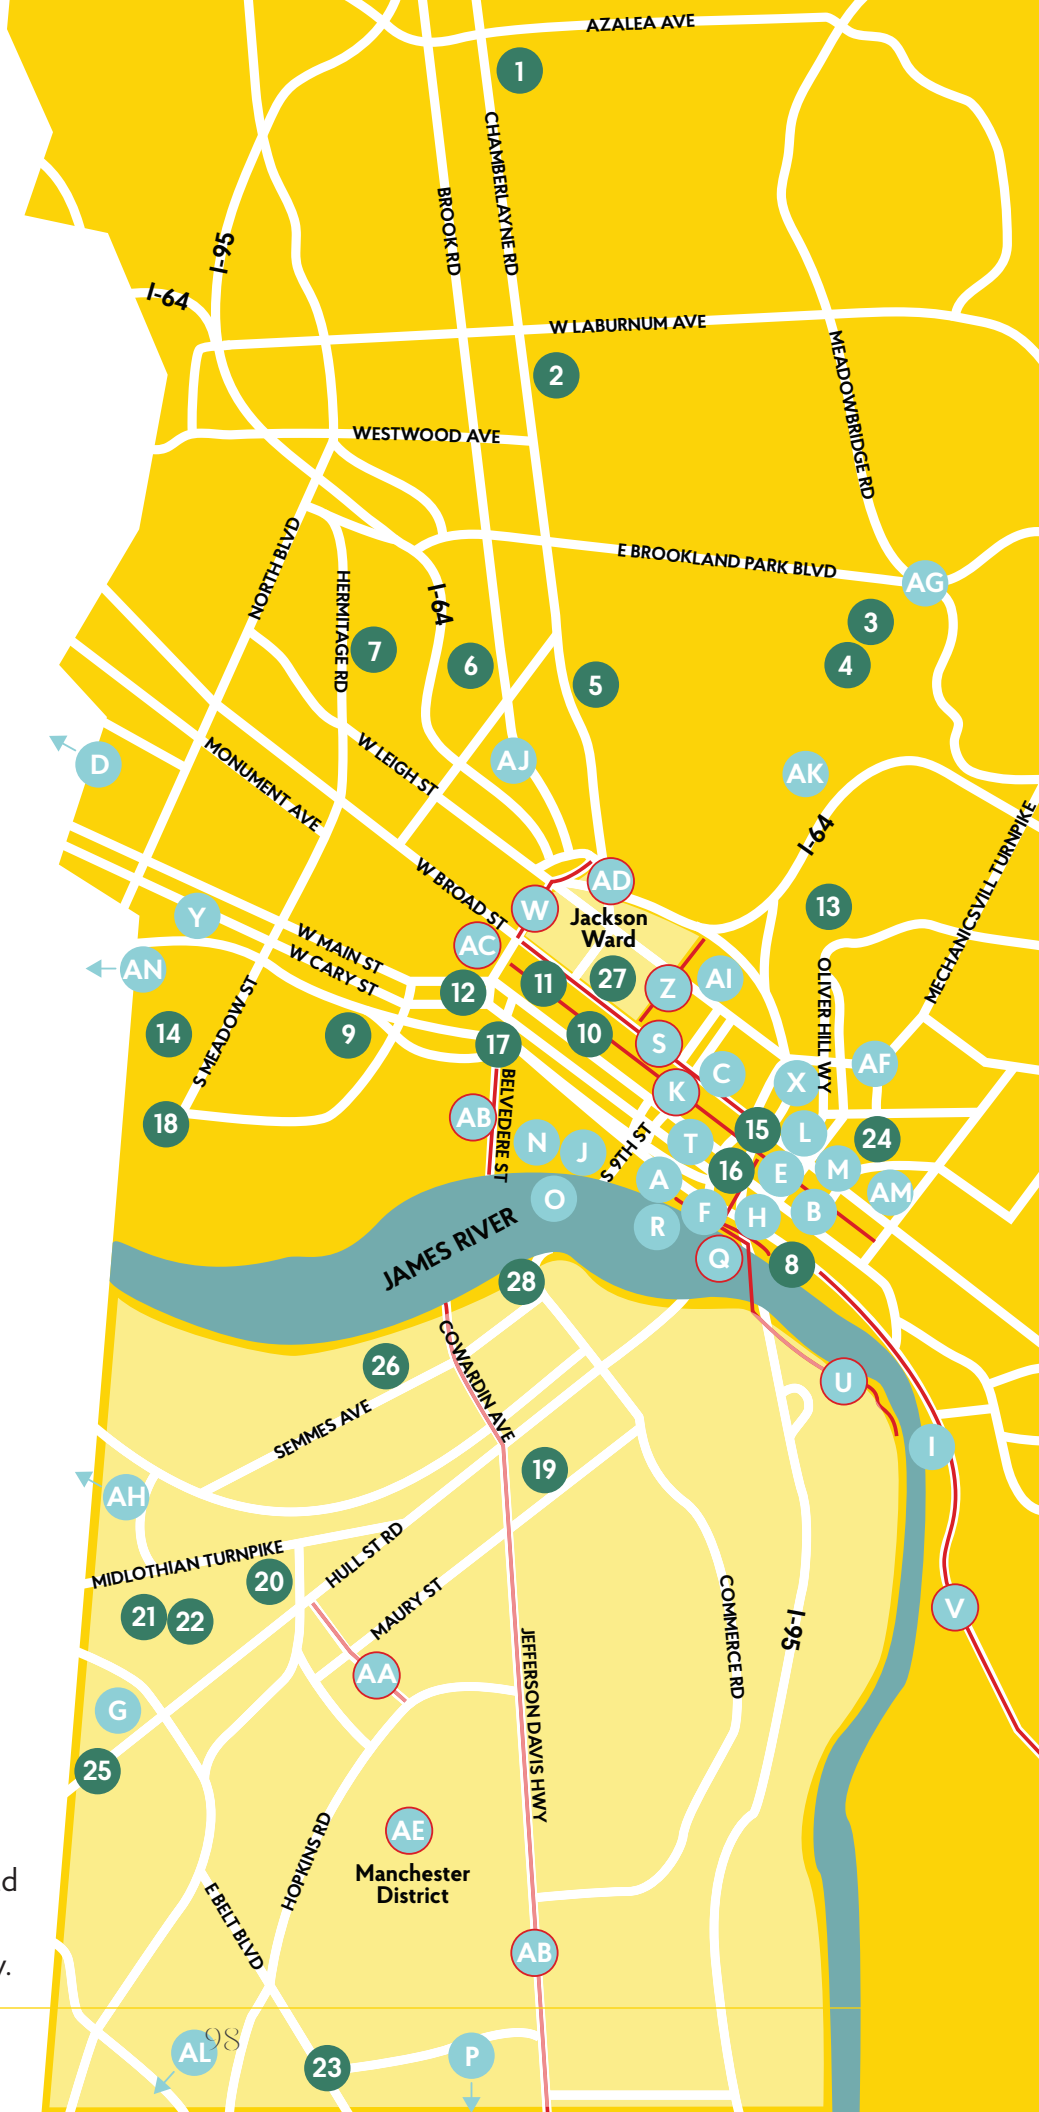 AZALEA AVE
1
CHAMBERLAYNE RD
BROOK RD
I-95
I-64
W LABURNUM AVE
MEADOWBRIDGE RD
2
WESTWOOD AVE
NORTH BLVD
HERMITAGE RD
I-64
E BROOKLAND PARK BLVD
AG
3
4
7
6
5
D
MONUMENT AVE
W LEIGH ST
AJ
AK
I-64
MECHANICSVILL TURNPIKE
W BROAD ST
AD
W
Jackson
Ward
13
Y
AC
W MAIN ST
W CARY ST
AN
12
11
27
Z
AI
OLIVER HILL WY
14
S MEADOW ST
9
17
10
S
K
C
X
AF
18
BELVEDERE ST
AB
N
J
S 9TH ST
T
15
L
24
16
E
M
A
AM
O
R
F
H
B
JAMES RIVER
Q
8
28
COWARDIN AVE
26
U
SEMMES AVE
I
19
AH
MIDLOTHIAN TURNPIKE
HULL ST RD
20
MAURY ST
21
22
COMMERCE RD
I-95
V
JEFFERSON DAVIS HWY
AA
G
25
HOPKINS RD
AE
Manchester
District
d
E BELT BLVD
AB
y.
98
AL
23
P